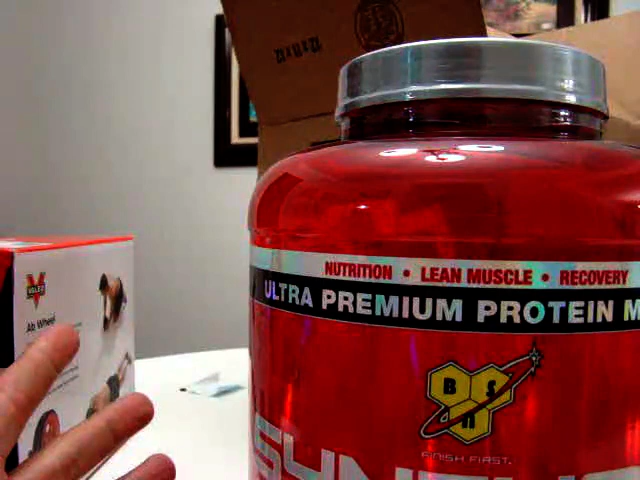 NUTRITION • LEAN MUSCLE • RECOVERY
ULTRA PREMIUM PROTEIN M
BSN
FINISH FIRST.
VALEO
Ab Wheel